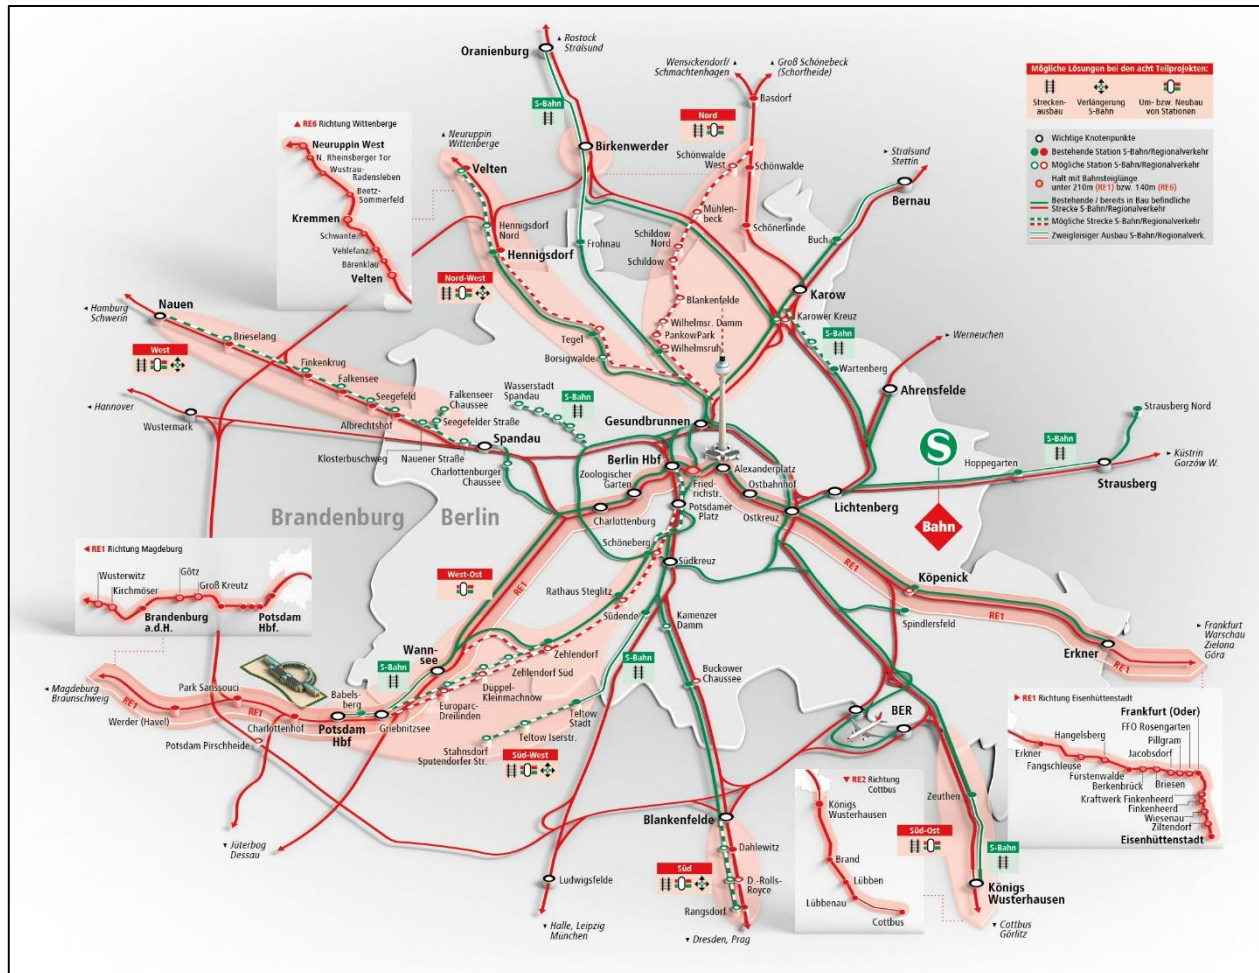 ▲ Rostock
Stralsund
Oranienburg
S-Bahn
Wensickendorf/ ▲
Schmachtenhagen
▲ Groß Schönebeck
(Schorfheide)
Basdorf
Mögliche Lösungen bei den acht Teilprojekten:
Strecken-
ausbau
Verlängerung
S-Bahn
Um- bzw. Neubau
von Stationen
Wichtige Knotenpunkte
Bestehende Station S-Bahn/Regionalverkehr
Mögliche Station S-Bahn/Regionalverkehr
Halt mit Bahnsteiglänge
unter 210m (RE1) bzw. 140m (RE6)
Bestehende / bereits in Bau befindliche
Strecke S-Bahn/Regionalverkehr
Mögliche Strecke S-Bahn/Regionalverkehr
Zweigleisiger Ausbau S-Bahn/Regionalverk.
▲ RE6 Richtung Wittenberge
Neuruppin West
N. Rheinsberger Tor
Wustrau-
Radensleben
Beetz-
Sommerfeld
Kremmen
Schwante
Vehlefanz
Bärenklau
Velten
▲ Neuruppin
Wittenberge
Velten
Birkenwerder
Nord
Schönwalde
West
Schönwalde
► Stralsund
Stettin
Bernau
Mühlen-
beck
Hennigsdorf
Nord
Hennigsdorf
Frohnau
Schildow
Nord
Schildow
Schönerlinde
Buch
Nord-West
Karow
Karower Kreuz
Blankenfelde
Wilhelmsr. Damm
PankowPark
Wilhelmsruh
S-Bahn
Wartenberg
► Werneuchen
Ahrensfelde
◄ Hamburg
Schwerin
Nauen
Brieselang
West
Finkenkrug
Falkensee
Seegefeld
Albrechtshof
Falkenseer
Chaussee
Seegefelder Straße
Tegel
Borsigwalde
Wasserstadt
Spandau
S-Bahn
◄ Hannover
Wustermark
Klosterbuschweg
Nauener Straße
Spandau
Charlottenburger
Chaussee
Gesundbrunnen
Berlin Hbf
Zoologischer
Garten
Charlottenburg
Fried-
richstr.
Alexanderplatz
Ostbahnhof
Potsdamer
Platz
Ostkreuz
Lichtenberg
S
Bahn
Hoppegarten
S-Bahn
Strausberg Nord
Strausberg
► Küstrin
Gorzów W.
Brandenburg
Berlin
Schöneberg
Südkreuz
◄ RE1 Richtung Magdeburg
Wusterwitz
Kirchmöser
Götz
Groß Kreutz
Brandenburg
a.d.H.
Potsdam
Hbf.
West-Ost
RE1
Rathaus Steglitz
Südende
Kamenzer
Damm
RE1
Köpenick
Spindlersfeld
RE1
Erkner
RE1
► Frankfurt
Warschau
Zielona
Góra
Wann-
see
S-Bahn
Zehlendorf
Zehlendorf Süd
Düppel-
Kleinmachnow
Europarc-
Dreilinden
S-Bahn
Buckower
Chaussee
◄ Magdeburg
Braunschweig
RE1
Park Sanssouci
Werder (Havel)
RE1
Charlottenhof
Potsdam Pirschheide
Babels-
berg
Potsdam
Hbf
Griebnitzsee
Teltow
Stadt
Teltow Iserstr.
Stahnsdorf
Sputendorfer Str.
Süd-West
BER
► RE1 Richtung Eisenhüttenstadt
Frankfurt (Oder)
FFO Rosengarten
Pillgram
Jacobsdorf
Hangelsberg
Erkner
Fangschleuse
Fürstenwalde
Berkenbrück
Briesen
Kraftwerk Finkenheerd
Finkenheerd
Wiesenau
Ziltendorf
Eisenhüttenstadt
▼ RE2 Richtung
Cottbus
Königs
Wusterhausen
Brand
Lübben
Lübbenau
Cottbus
Zeuthen
Süd-Ost
S-Bahn
Königs
Wusterhausen
▼ Cottbus
Görlitz
▼ Jüterbog
Dessau
Ludwigsfelde
▼ Halle, Leipzig
München
Blankenfelde
Dahlewitz
Süd
D.-Rolls-
Royce
Rangsdorf
▼ Dresden, Prag